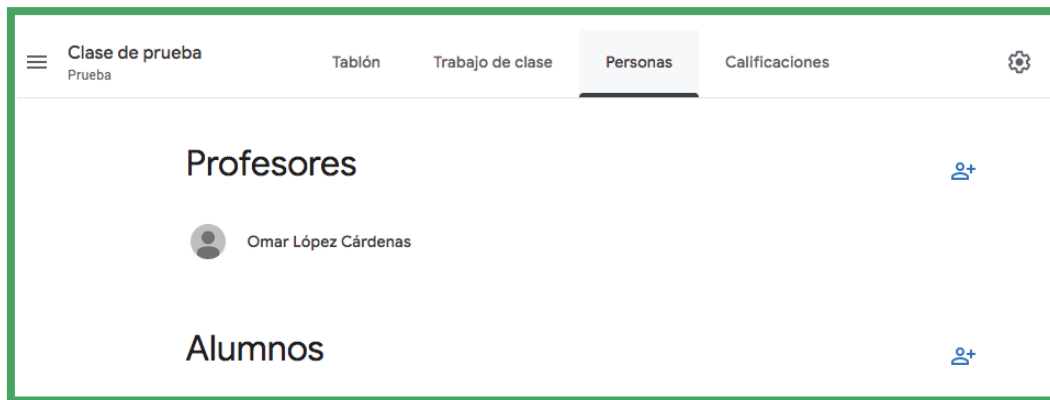 Clase de prueba
Prueba
Tablón
Trabajo de clase
Personas
Calificaciones
Profesores
Omar López Cárdenas
Alumnos